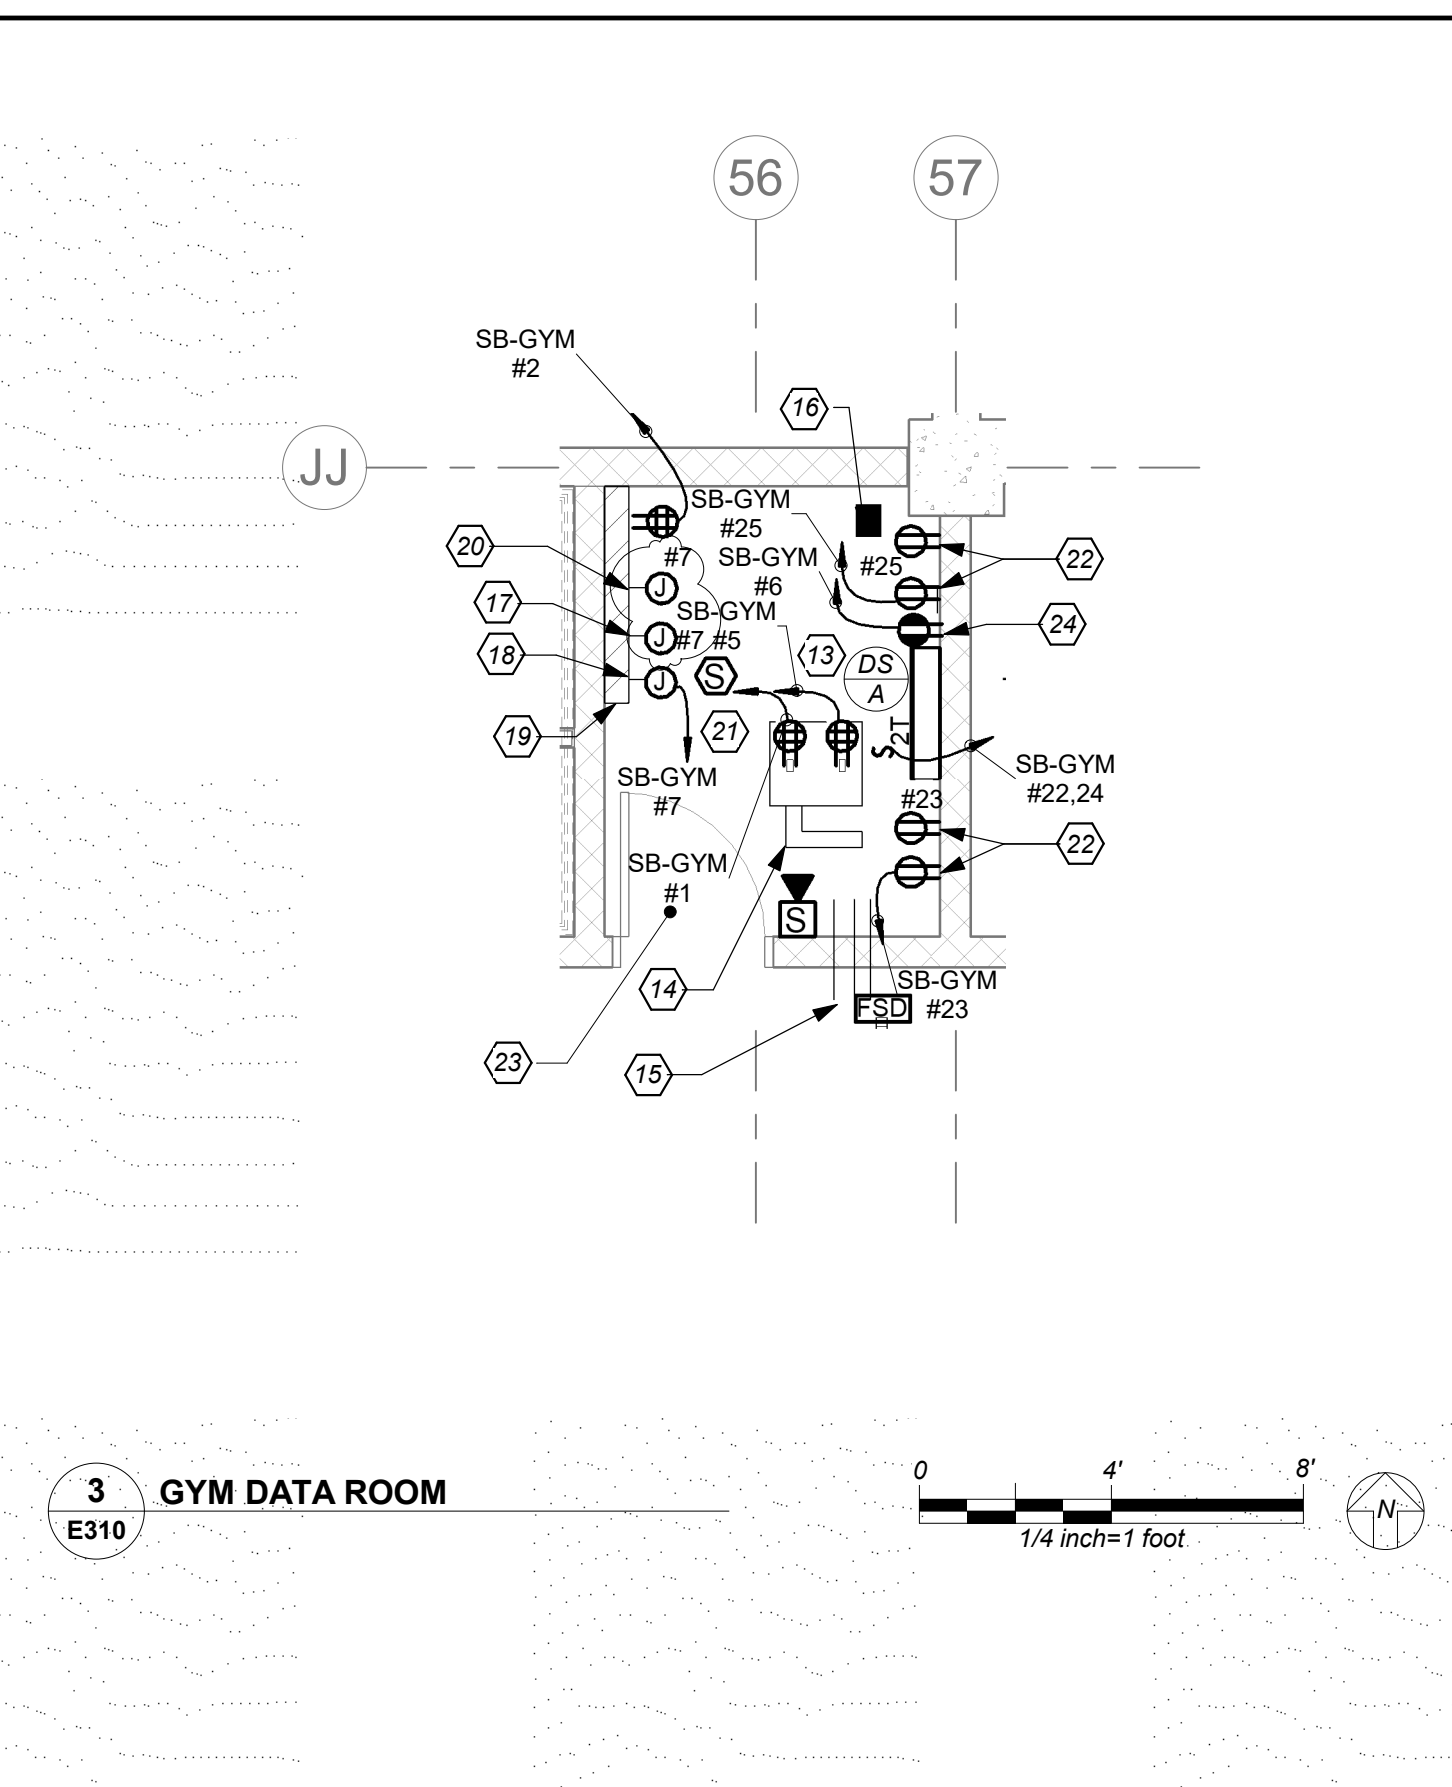 56
57
SB-GYM
#2
16
JJ
SB-GYM
#25
20
#7
SB-GYM
#6
#25
22
J
17
SB-GYM
J
#7
#5
24
18
S
13
DS
A
J
19
21
S
2T
SB-GYM
#7
SB-GYM
#22,24
#23
22
SB-GYM
#1
S
14
SB-GYM
#23
FSD
23
15
3
E310
GYM DATA ROOM
0
4'
8'
1/4 inch=1 foot
N